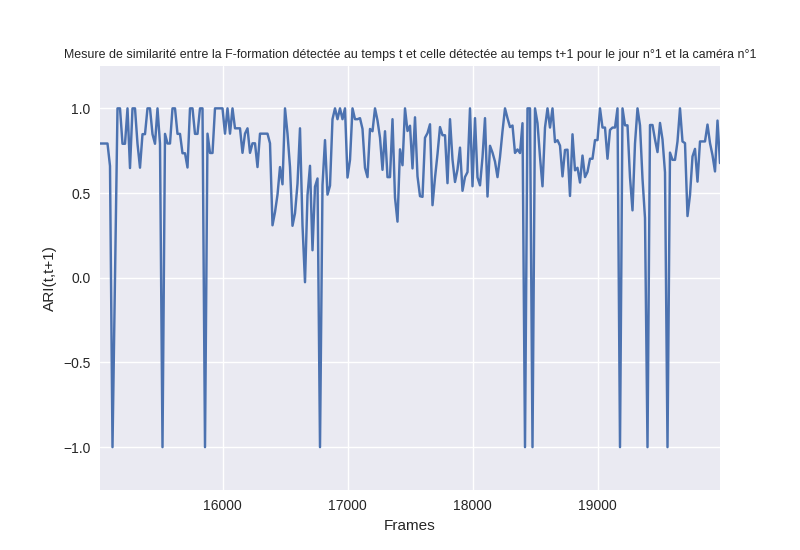 Mesure de similarité entre la F-formation détectée au temps t et celle détectée au temps t+1 pour le jour n°1 et la caméra n°1
1.0
0.5
0.0
−0.5
−1.0
ARI(t,t+1)
16000 17000 18000 19000
Frames